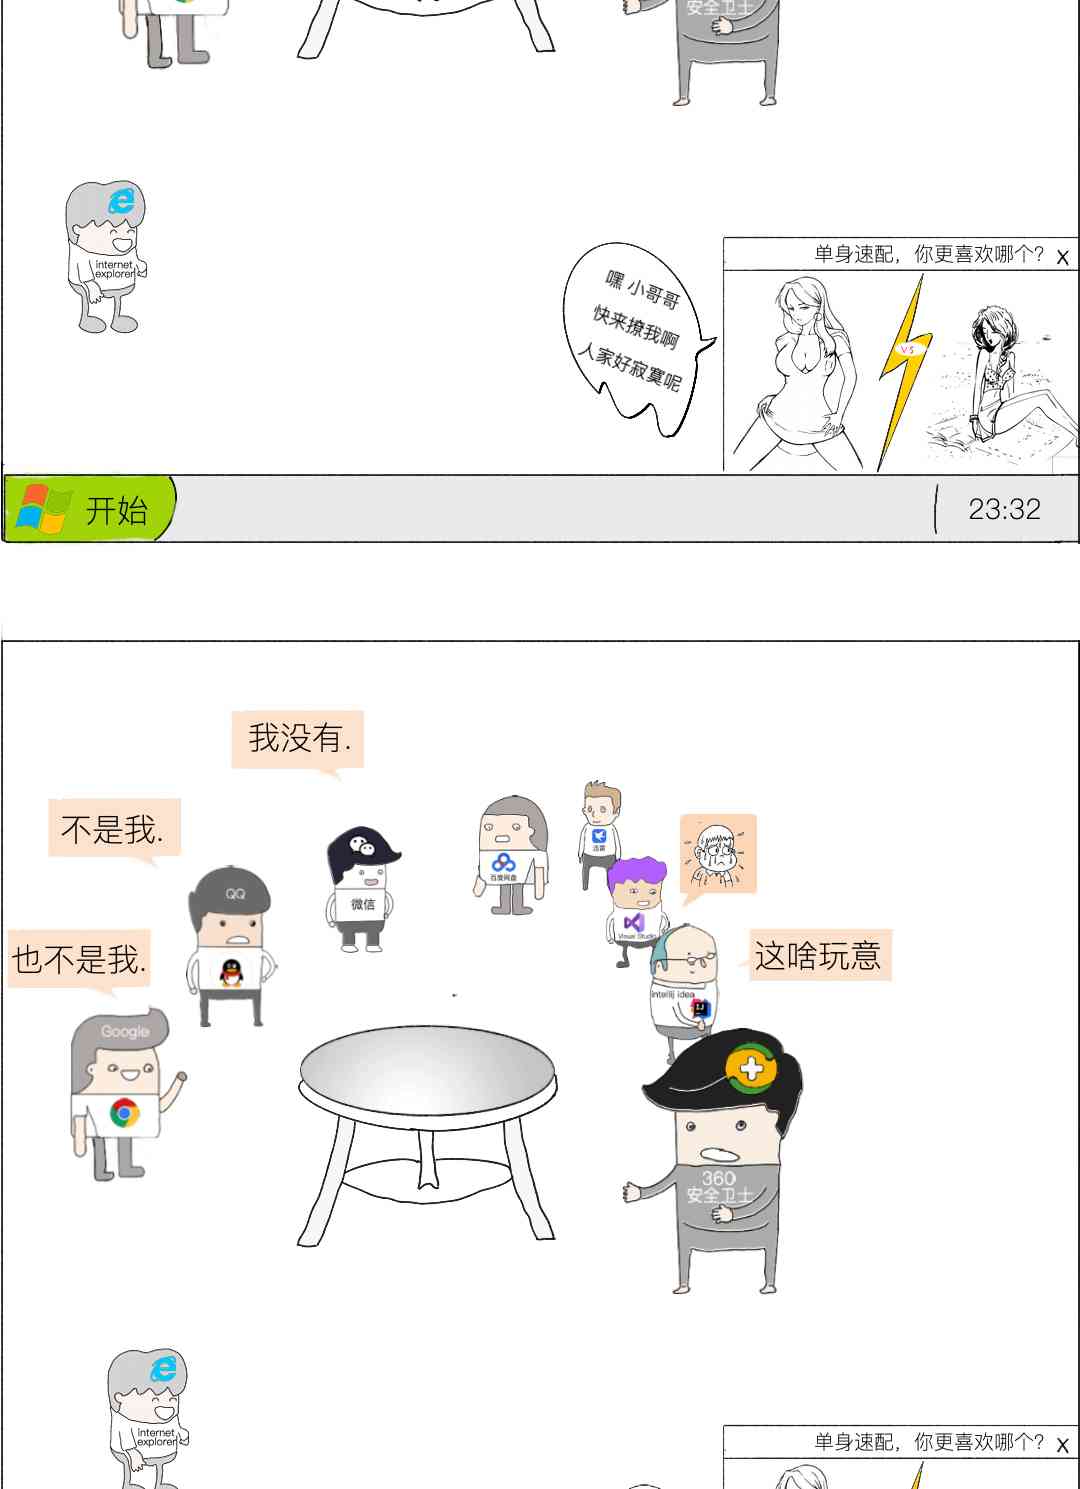 安全卫士
internet
explorer
单身速配，你更喜欢哪个？ X
嘿 小哥哥
快来撩我啊
人家好寂寞呢
VS
开始
23:32
我没有.
不是我.
QQ
微信
百度网盘
迅雷
Visual Studio
也不是我.
这啥玩意
intellij idea
IJ
Google
360
安全卫士
internet
explorer
单身速配，你更喜欢哪个？ X